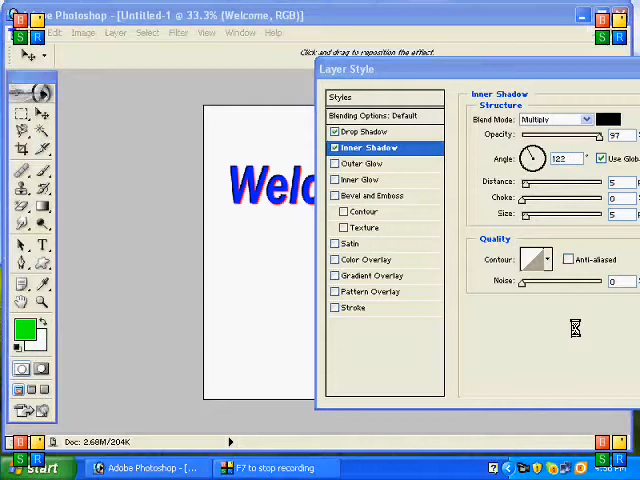 Adobe Photoshop - [Untitled-1 @ 33.3% (Welcome, RGB)]
Edit Image Layer Select Filter View Window Help
Click and drag to reposition the effect.
Layer Style
Styles
Blending Options: Default
Drop Shadow
Inner Shadow
Outer Glow
Inner Glow
Bevel and Emboss
Contour
Texture
Satin
Color Overlay
Gradient Overlay
Pattern Overlay
Stroke
Inner Shadow
Structure
Blend Mode: Multiply
Opacity: 97
Angle: 122 ° Use Glob
Distance: 5
Choke: 0
Size: 5
Quality
Contour: Anti-aliased
Noise: 0
Welc
T
B S R
B S R
B S R
B S R
Doc: 2.68M/204K
start
Adobe Photoshop - [...
F7 to stop recording